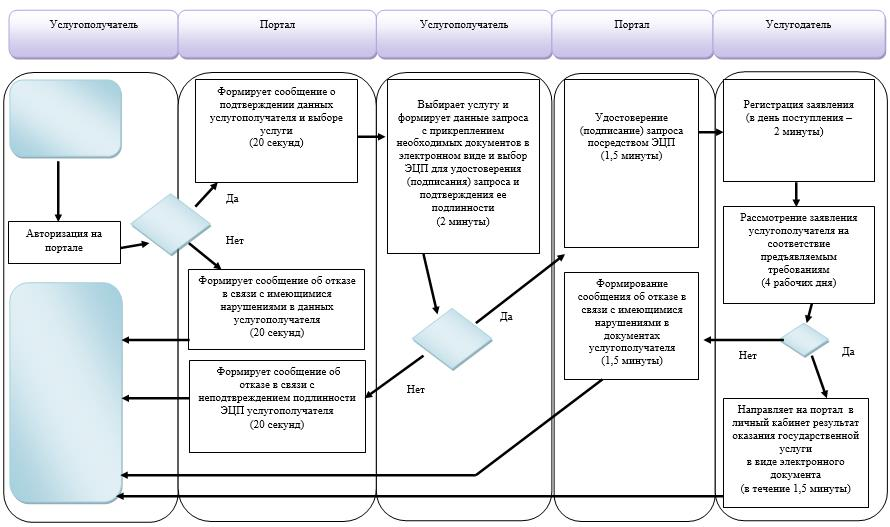 Услугополучатель
Портал
Услугополучатель
Портал
Услугодатель
Авторизация на
портале
Формирует сообщение о
подтверждении данных
услугополучателя и выборе
услуги
(20 секунд)
Да
Нет
Формирует сообщение об отказе
в связи с имеющимися
нарушениями в данных
услугополучателя
(20 секунд)
Формирует сообщение об
отказе в связи с
неподтвреждением подлинности
ЭЦП услугополучателя
(20 секунд)
Выбирает услугу и
формирует данные запроса
с прикреплением
необходимых документов в
электронном виде и выбор
ЭЦП для удостоверения
(подписания) запроса и
подтверждения ее
подлинности
(2 минуты)
Да
Нет
Удостоверение
(подписание) запроса
посредством ЭЦП
(1,5 минуты)
Формирование
сообщения об отказе в
связи с имеющимися
нарушениями в
документах
услугополучателя
(1,5 минуты)
Регистрация заявления
(в день поступления –
2 минуты)
Рассмотрение заявления
услугополучателя на
соответствие
предъявляемым
требованиям
(4 рабочих дня)
Нет
Да
Направляет на портал в
личный кабинет результат
оказания государственной
услуги
в виде электронного
документа
(в течение 1,5 минуты)